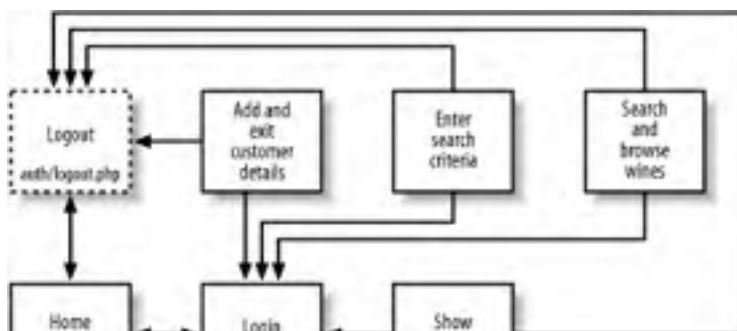 Logout
auth/logout.php
Add and
exit
customer
details
Enter
search
criteria
Search
and
browse
wines
Home
Login
Show